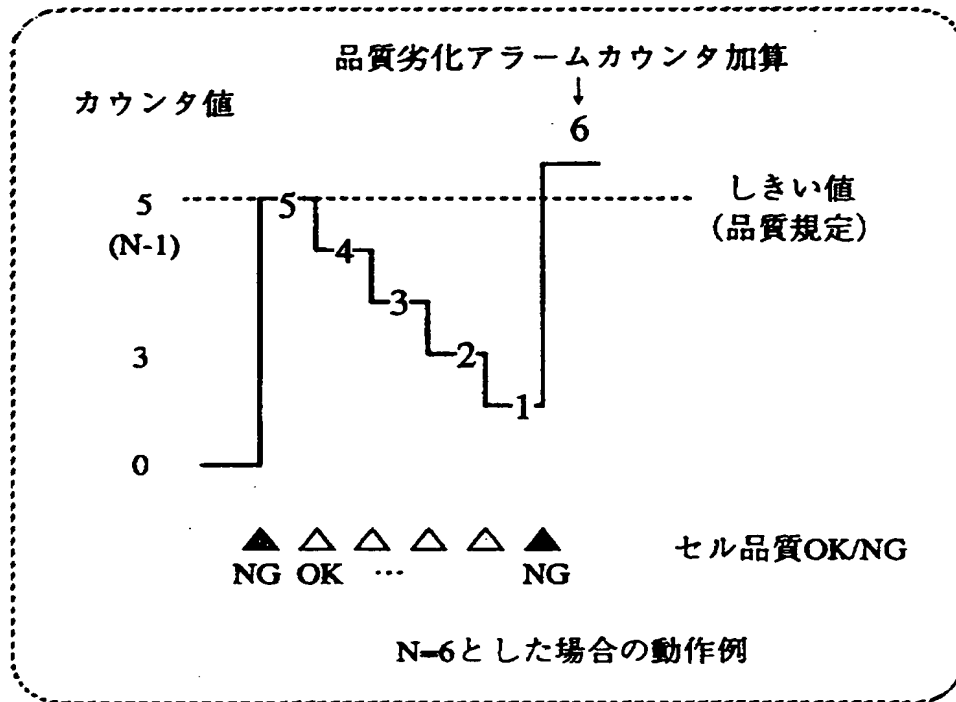 品質劣化アラームカウンタ加算
カウンタ値
6
5
(N-1)
5
しきい値
(品質規定)
4
3
3
2
1
0
NG OK … NG
セル品質OK/NG
N=6とした場合の動作例